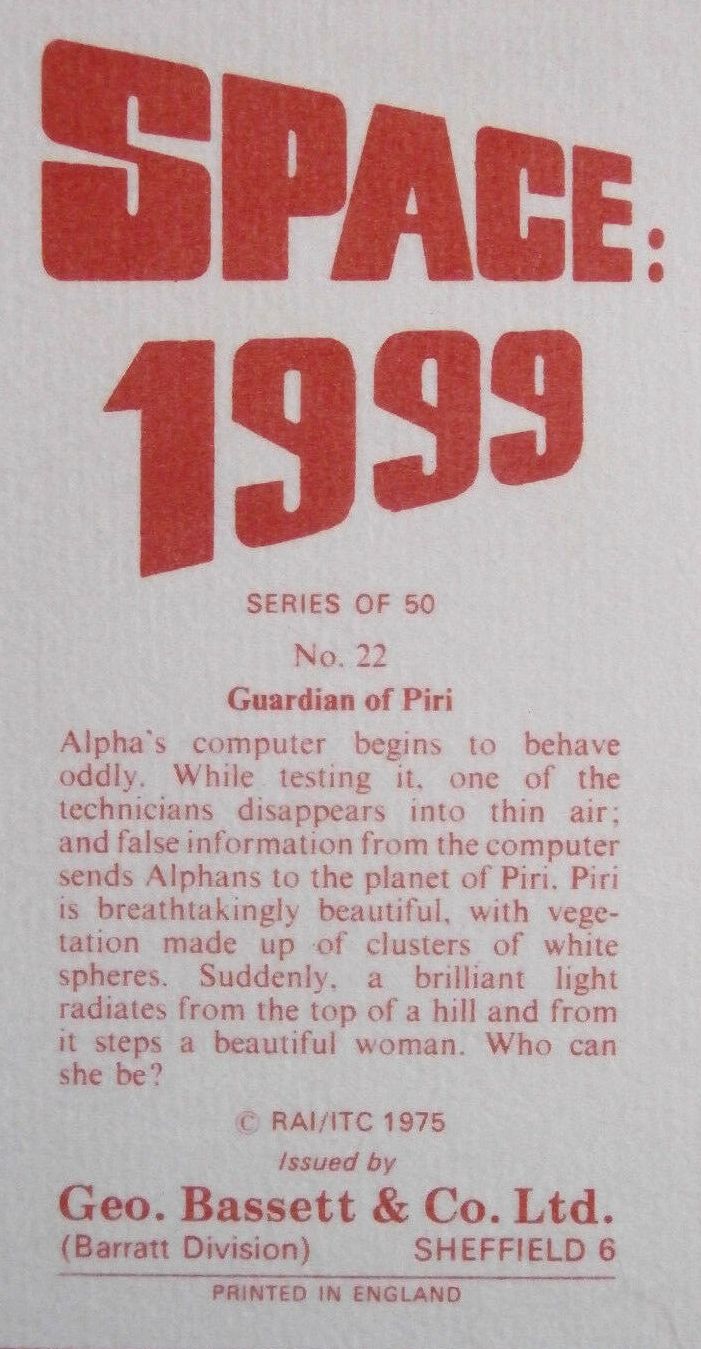 SPACE:
1999
SERIES OF 50
No. 22
Guardian of Piri
Alpha's computer begins to behave
oddly. While testing it, one of the
technicians disappears into thin air;
and false information from the computer
sends Alphans to the planet of Piri. Piri
is breathtakingly beautiful, with vege-
tation made up of clusters of white
spheres. Suddenly, a brilliant light
radiates from the top of a hill and from
it steps a beautiful woman. Who can
she be?
© RAI/ITC 1975
Issued by
Geo. Bassett & Co. Ltd.
(Barratt Division) SHEFFIELD 6
PRINTED IN ENGLAND